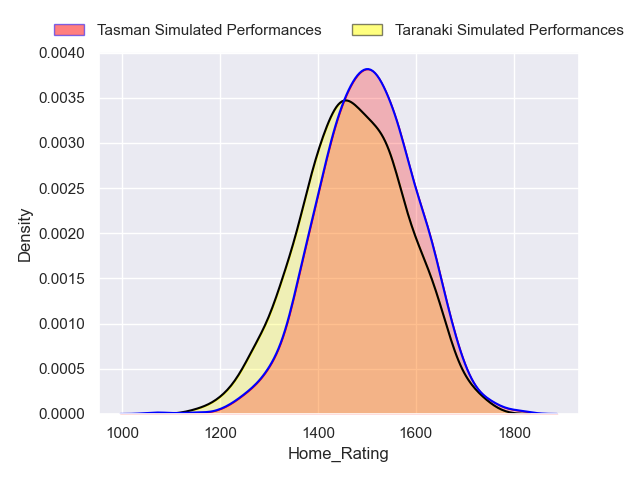 Tasman Simulated Performances Taranaki Simulated Performances
0.0040
0.0035
0.0030
0.0025
0.0020
0.0015
0.0010
0.0005
0.0000
Density
1000 1200 1400 1600 1800
Home_Rating